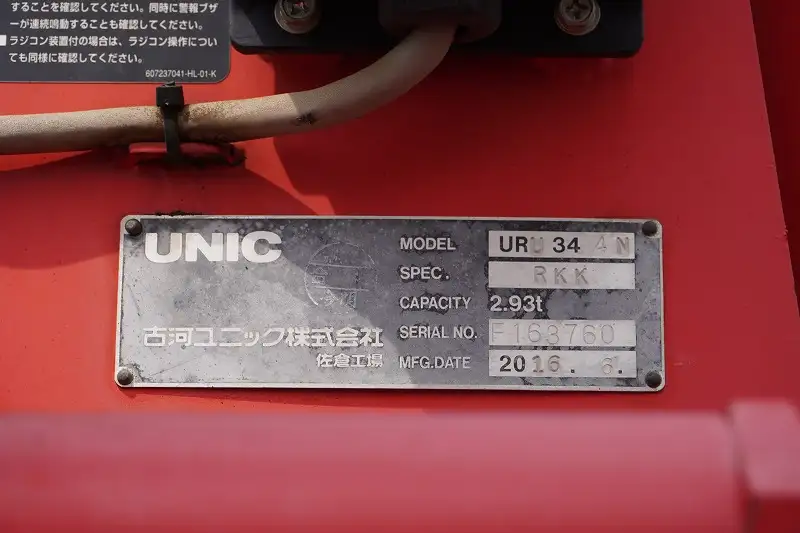 することを確認してください。同時に警報ブザ
ーが連続鳴動することも確認してください。
■ラジコン装置付の場合は、ラジコン操作につい
ても同様に確認してください。
607237041-HL-01-K
UNIC
古河ユニック株式会社
佐倉工場
MODEL URU 34 4N
SPEC. RKK
CAPACITY 2.93t
SERIAL NO. F163760
MFG.DATE 2016. 6.